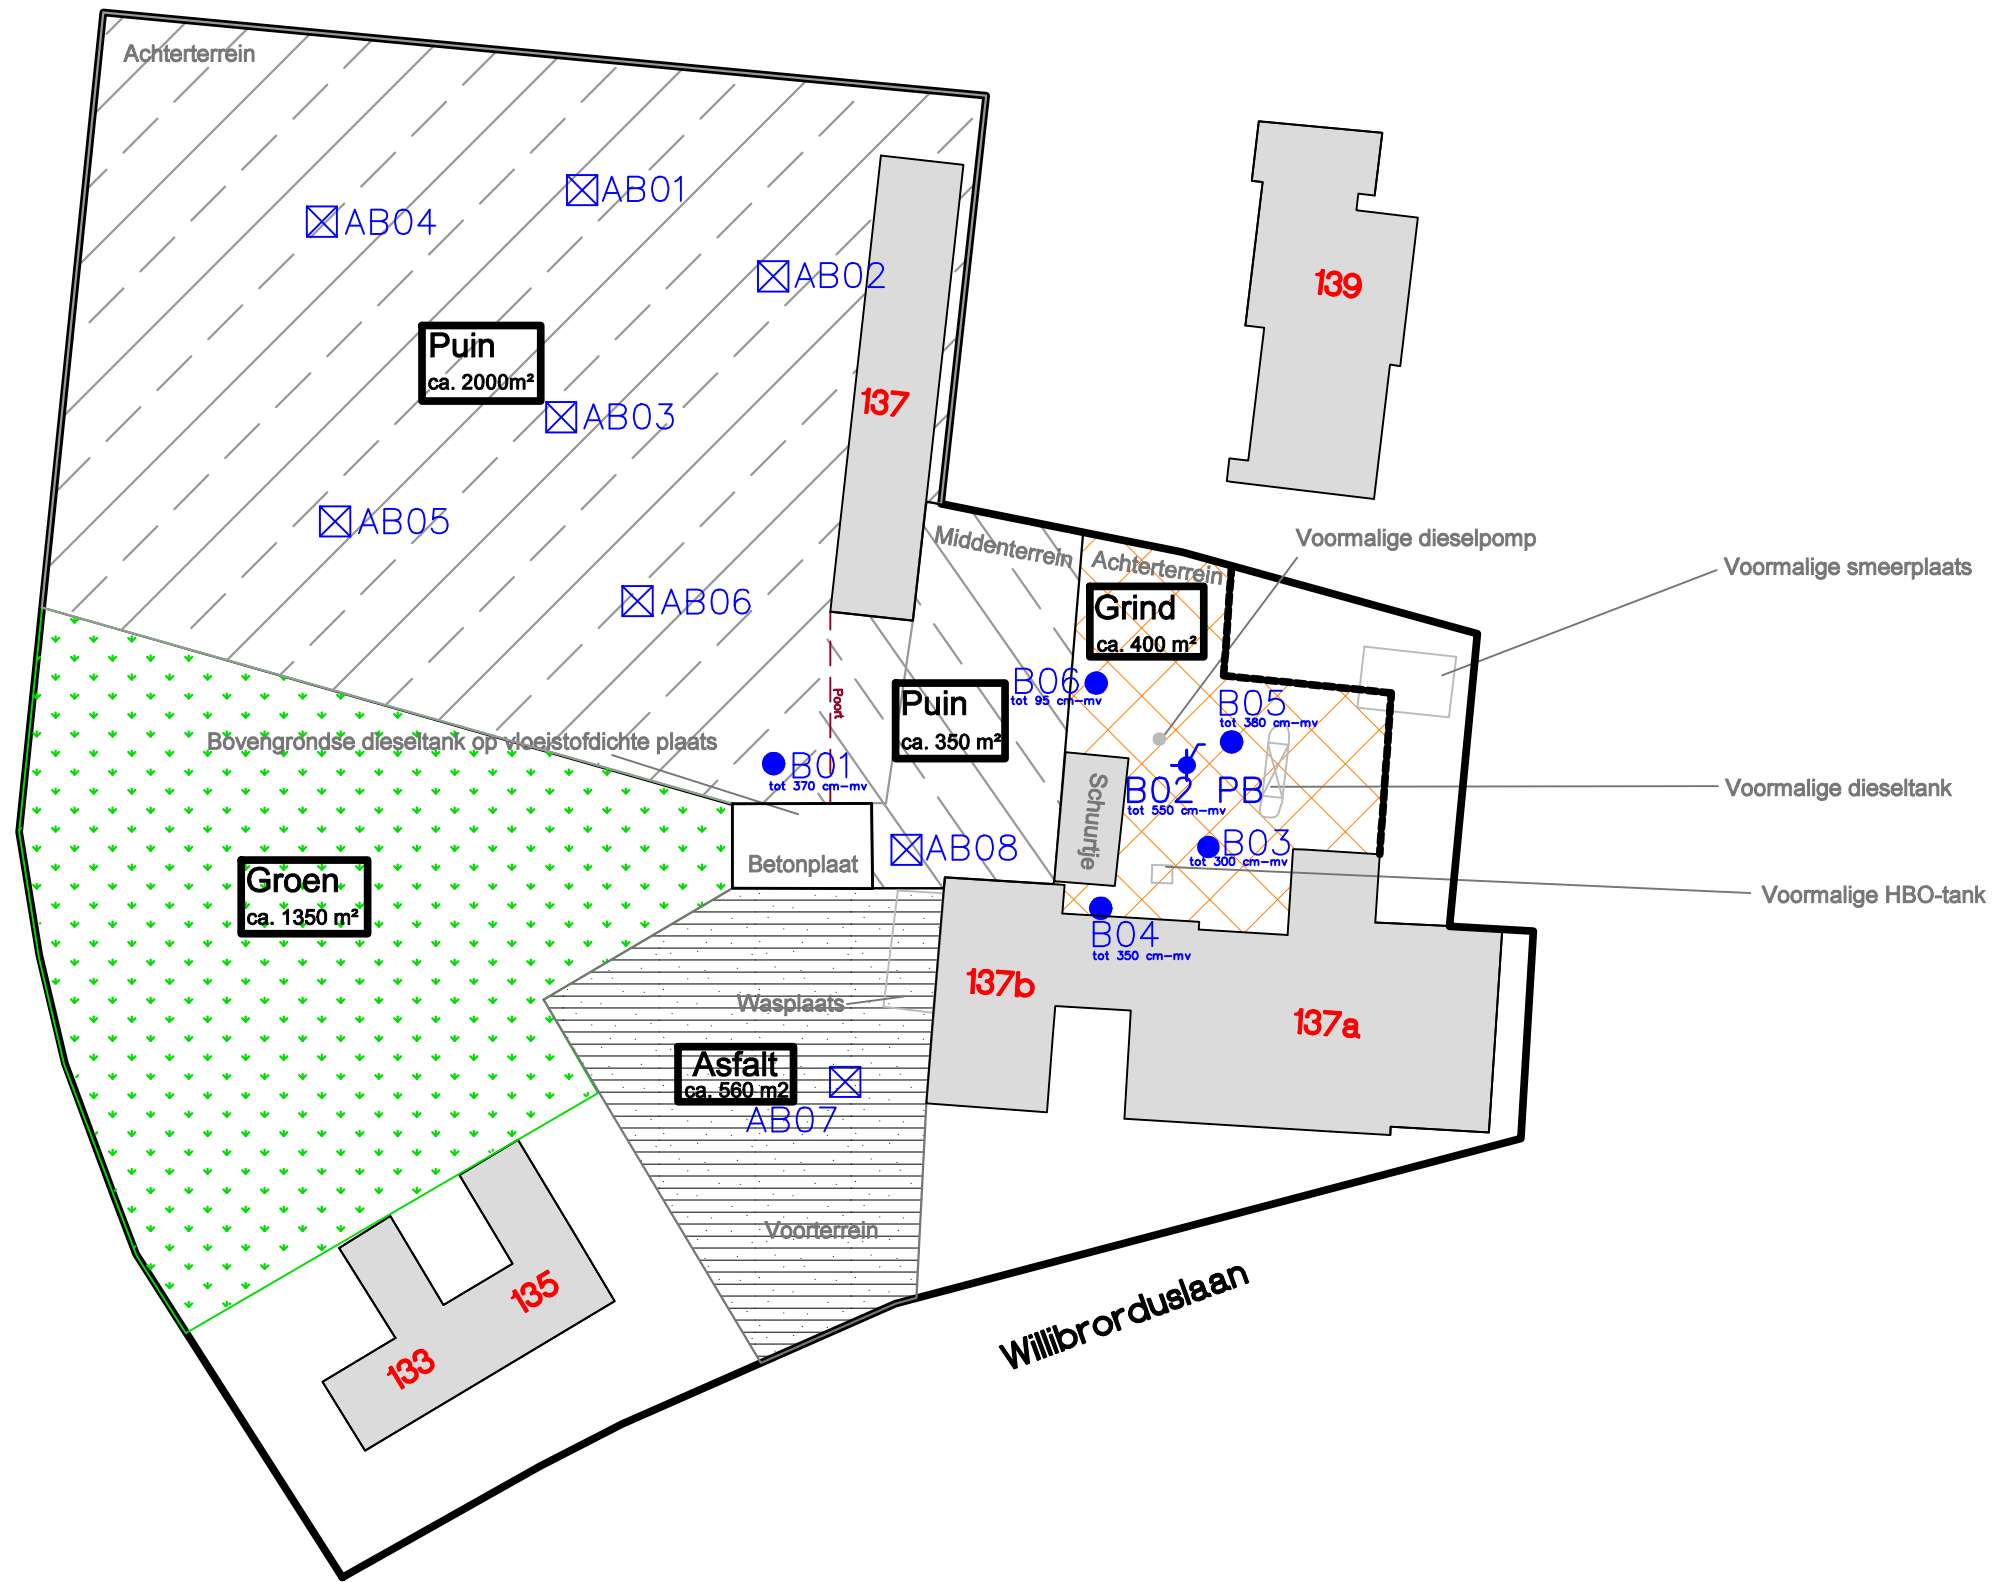 Achterterrein
AB01
AB04
AB02
139
Puin
ca. 2000m²
137
AB03
AB05
Middenterrein
Achterterrein
Voormalige dieselpomp
Voormalige smeerplaats
AB06
Grind
ca. 400 m²
B06
tot 95 cm-mv
Poort
Puin
ca. 350 m²
B05
tot 380 cm-mv
Bovengrondse dieseltank op vloeistofdichte plaats
B01
tot 370 cm-mv
Schuurtje
B02 PB
tot 550 cm-mv
Voormalige dieseltank
AB08
B03
tot 300 cm-mv
Betonplaat
Groen
ca. 1350 m²
Voormalige HBO-tank
B04
tot 350 cm-mv
137b
Wasplaats
137a
Asfalt
ca. 560 m2
AB07
Voorterrein
135
133
Willibrorduslaan